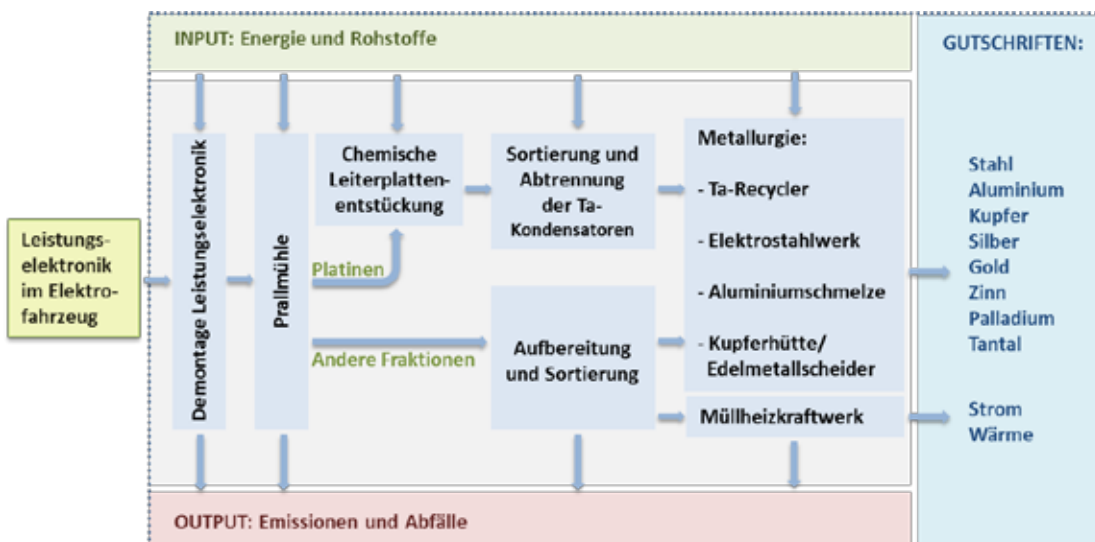 INPUT: Energie und Rohstoffe
GUTSCHRIFTEN:
Leistungs-
elektronik
im Elektro-
fahrzeug
Demontage Leistungselektronik
Prallmühle
Platinen
Andere Fraktionen
Chemische
Leiterplatten-
entstückung
Sortierung und
Abtrennung
der Ta-
Kondensatoren
Aufbereitung
und Sortierung
Metallurgie:
- Ta-Recycler
- Elektrostahlwerk
- Aluminiumschmelze
- Kupferhütte/
Edelmetallscheider
Müllheizkraftwerk
Stahl
Aluminium
Kupfer
Silber
Gold
Zinn
Palladium
Tantal
Strom
Wärme
OUTPUT: Emissionen und Abfälle